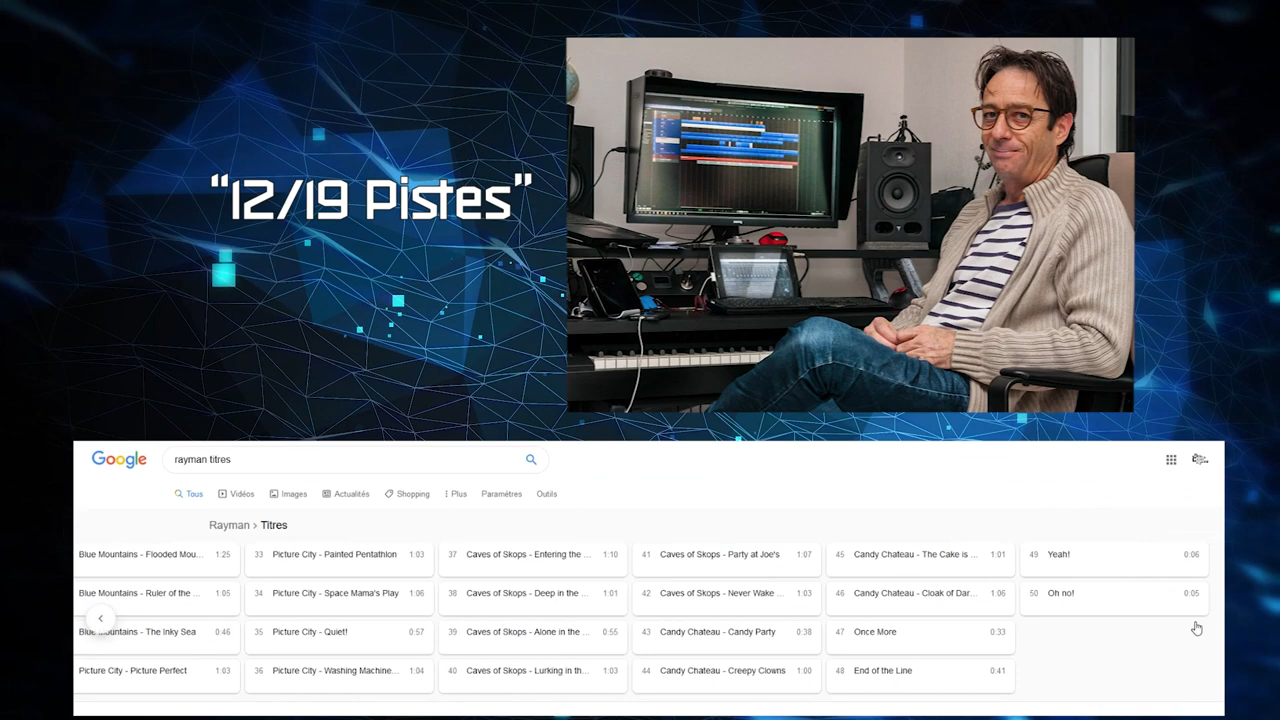 “12/19 Pistes”
Google
rayman titres
Tous
Vidéos
Images
Actualités
Shopping
Plus
Paramètres
Outils
Rayman › Titres
Blue Mountains - Flooded Mou... 1:25
33 Picture City - Painted Pentathlon 1:03
37 Caves of Skops - Entering the ... 1:10
41 Caves of Skops - Party at Joe's 1:07
45 Candy Chateau - The Cake is ... 1:01
49 Yeah! 0:06
Blue Mountains - Ruler of the ... 1:05
34 Picture City - Space Mama's Play 1:06
38 Caves of Skops - Deep in the ... 1:01
42 Caves of Skops - Never Wake ... 1:03
46 Candy Chateau - Cloak of Dar... 1:06
50 Oh no! 0:05
Blue Mountains - The Inky Sea 0:46
35 Picture City - Quiet! 0:57
39 Caves of Skops - Alone in the ... 0:55
43 Candy Chateau - Candy Party 0:38
47 Once More 0:33
Picture City - Picture Perfect 1:03
36 Picture City - Washing Machine... 1:04
40 Caves of Skops - Lurking in th... 1:03
44 Candy Chateau - Creepy Clowns 1:00
48 End of the Line 0:41